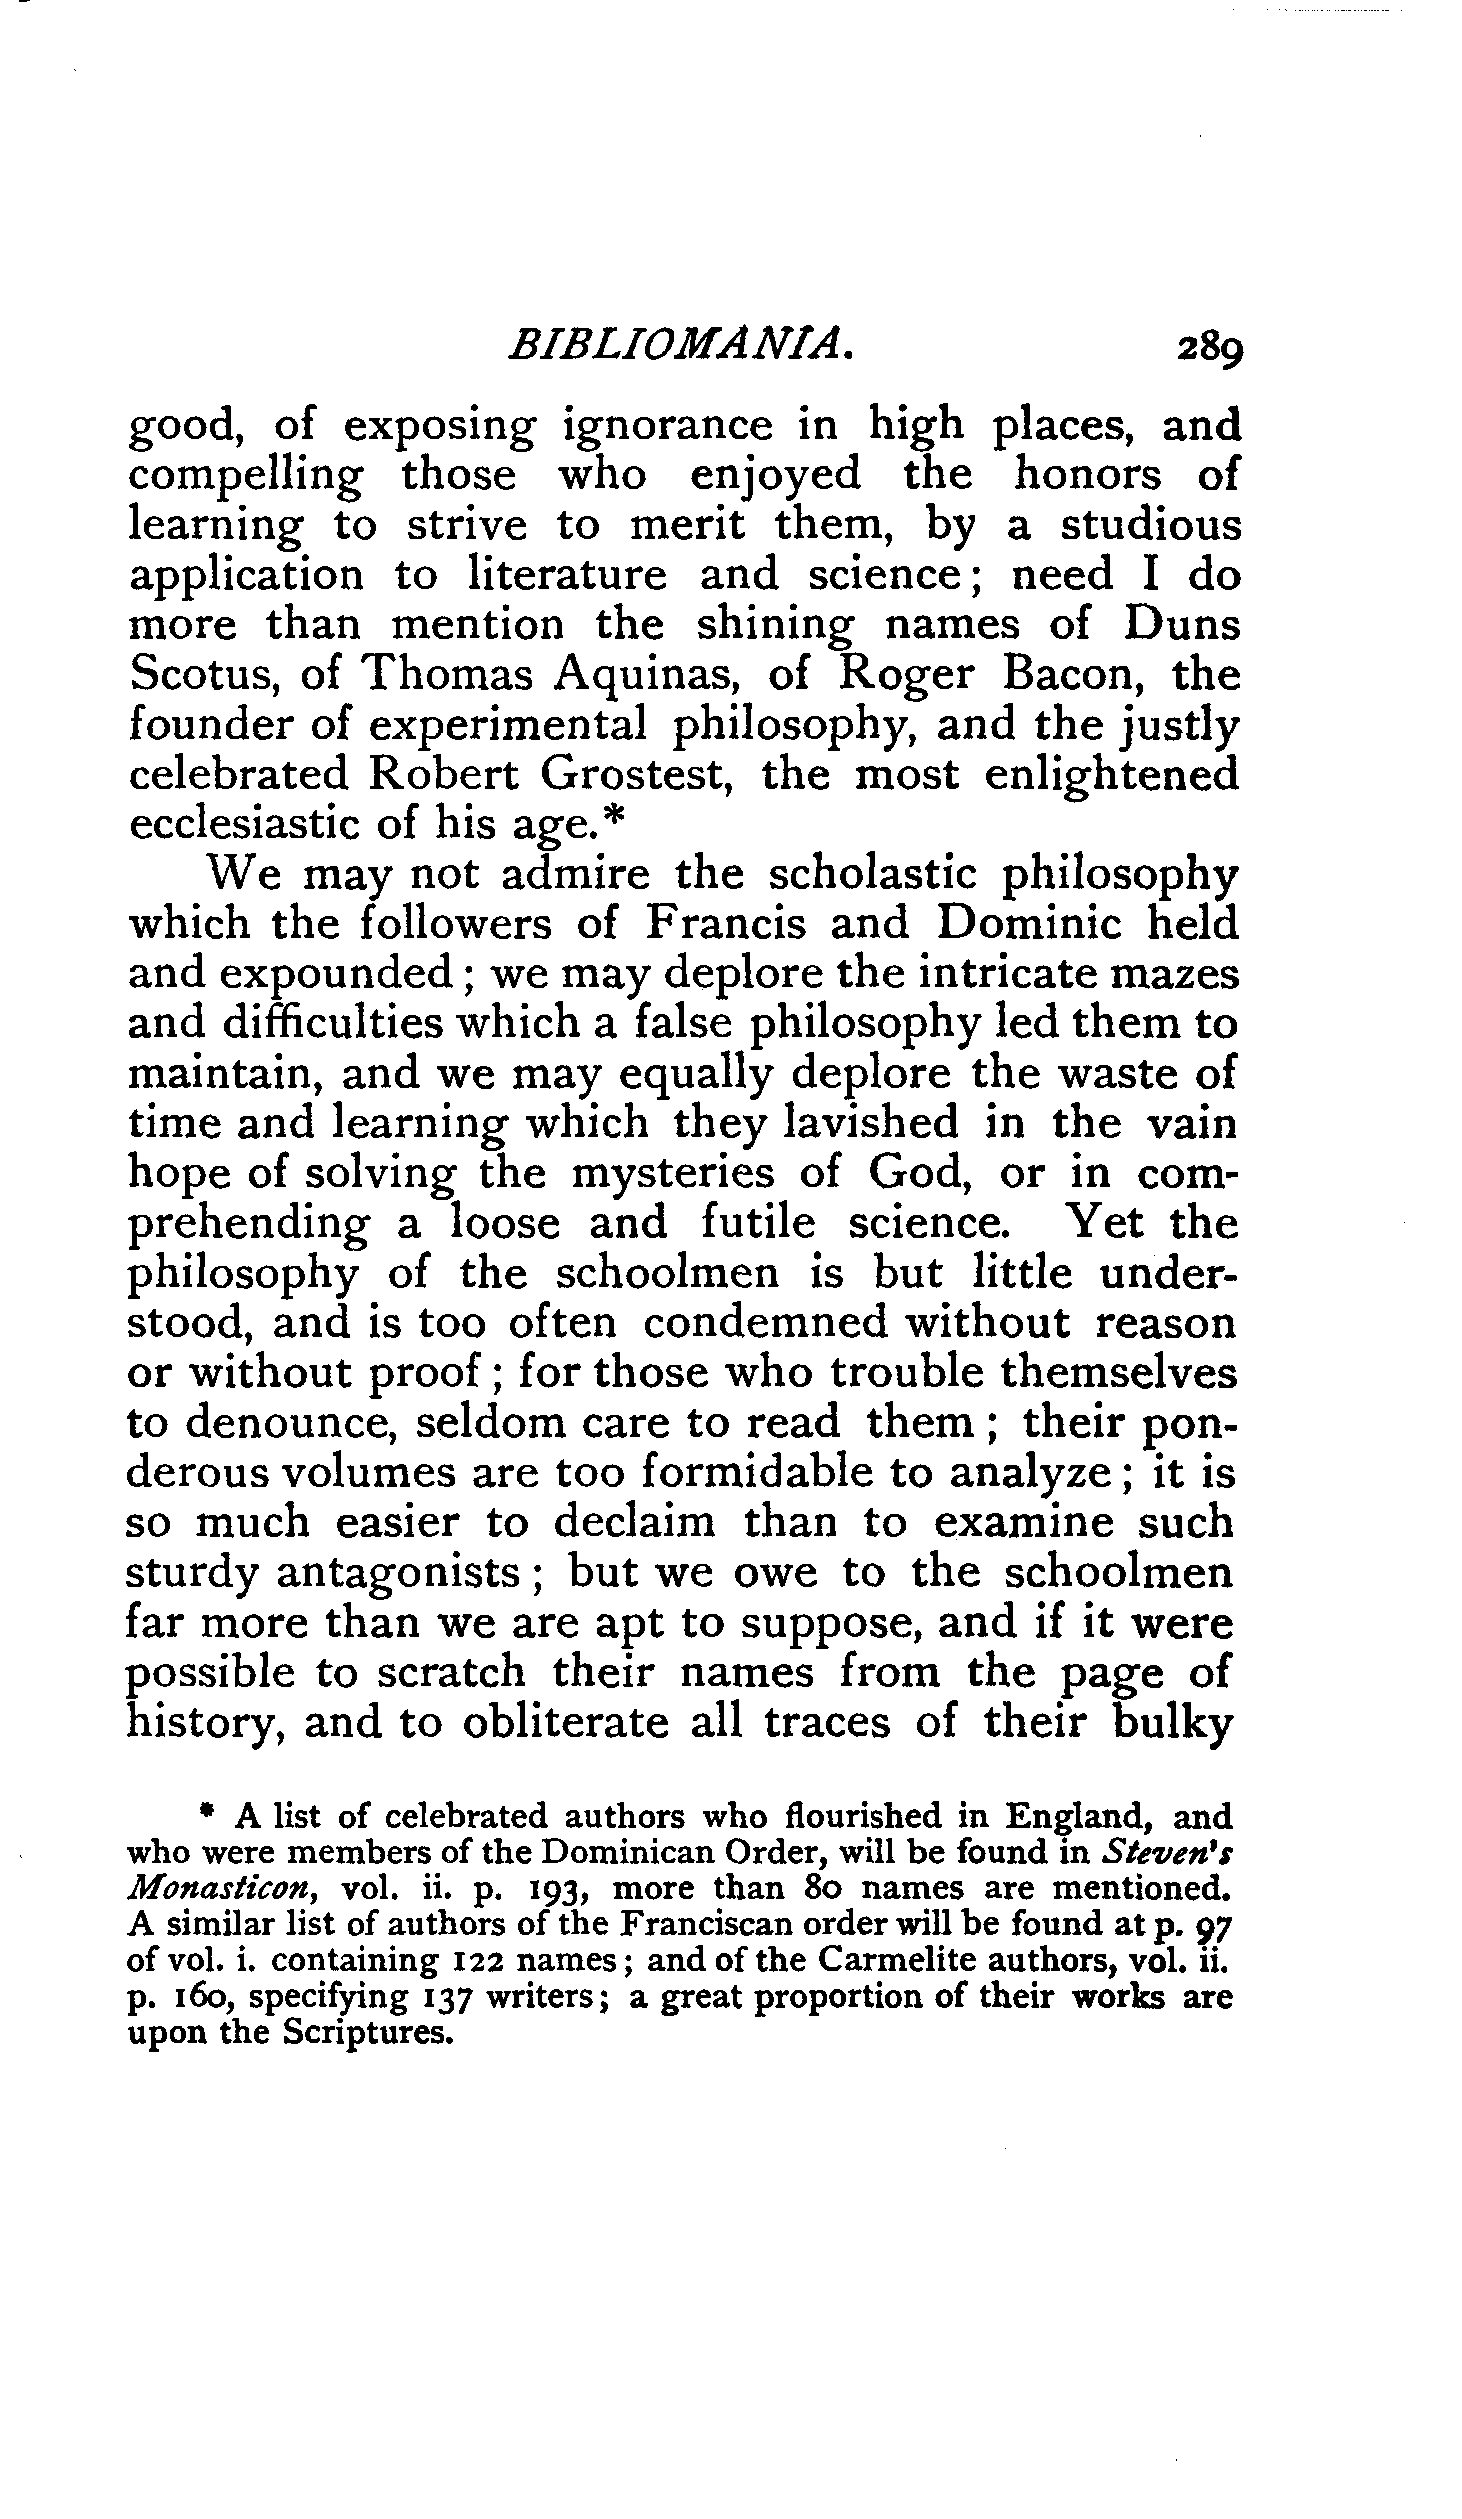 BIBLIOMANIA. 289
good, of exposing ignorance in high places, and
compelling those who enjoyed the honors of
learning to strive to merit them, by a studious
application to literature and science; need I do
more than mention the shining names of Duns
Scotus, of Thomas Aquinas, of Roger Bacon, the
founder of experimental philosophy, and the justly
celebrated Robert Grostest, the most enlightened
ecclesiastic of his age.*
We may not admire the scholastic philosophy
which the followers of Francis and Dominic held
and expounded; we may deplore the intricate mazes
and difficulties which a false philosophy led them to
maintain, and we may equally deplore the waste of
time and learning which they lavished in the vain
hope of solving the mysteries of God, or in com-
prehending a loose and futile science. Yet the
philosophy of the schoolmen is but little under-
stood, and is too often condemned without reason
or without proof; for those who trouble themselves
to denounce, seldom care to read them; their pon-
derous volumes are too formidable to analyze; it is
so much easier to declaim than to examine such
sturdy antagonists; but we owe to the schoolmen
far more than we are apt to suppose, and if it were
possible to scratch their names from the page of
history, and to obliterate all traces of their bulky
* A list of celebrated authors who flourished in England, and
who were members of the Dominican Order, will be found in Steven's
Monasticon, vol. ii. p. 193, more than 80 names are mentioned.
A similar list of authors of the Franciscan order will be found at p. 97
of vol. i. containing 122 names; and of the Carmelite authors, vol. ii.
p. 160, specifying 137 writers; a great proportion of their works are
upon the Scriptures.